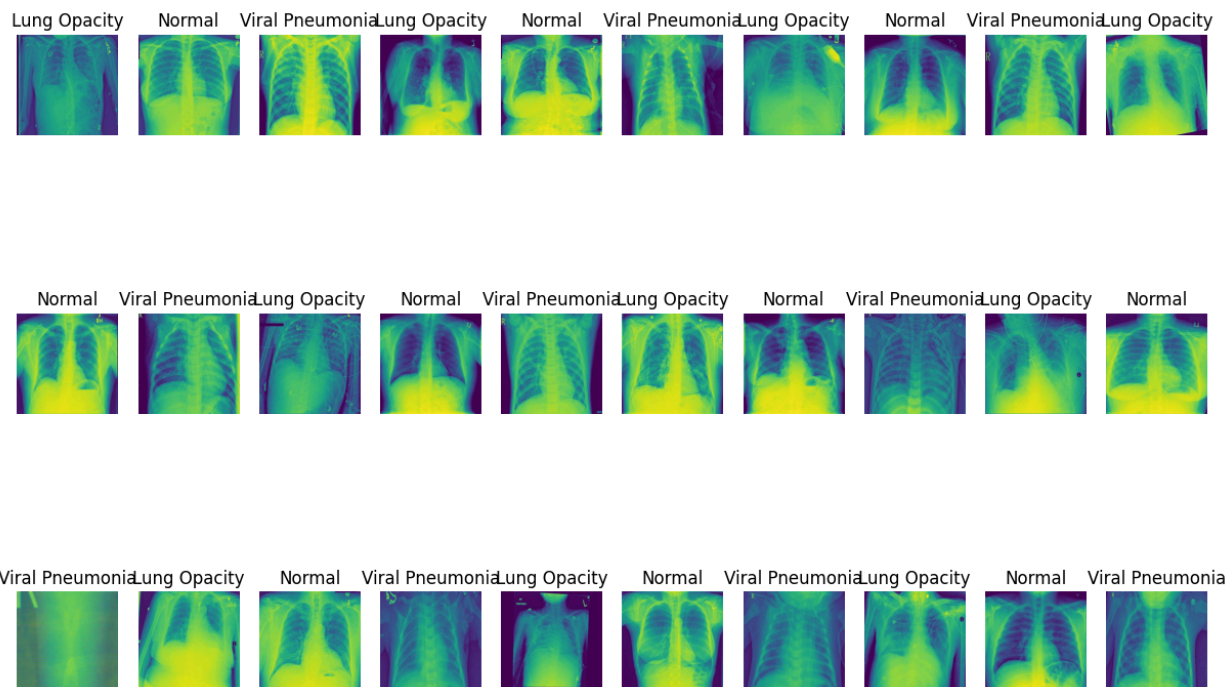 Lung Opacity Normal Viral Pneumonia Lung Opacity Normal Viral Pneumonia Lung Opacity Normal Viral Pneumonia Lung Opacity
Normal Viral Pneumonia Lung Opacity Normal Viral Pneumonia Lung Opacity Normal Viral Pneumonia Lung Opacity Normal
Viral Pneumonia Lung Opacity Normal Viral Pneumonia Lung Opacity Normal Viral Pneumonia Lung Opacity Normal Viral Pneumonia